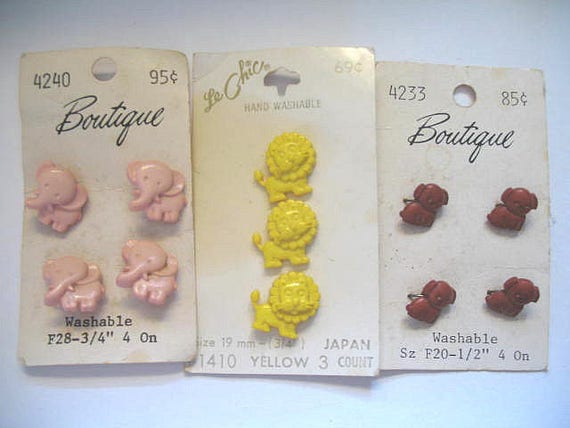 4240 95¢
Boutique
Washable
F28-3/4" 4 On
Le Chic
69¢
HAND WASHABLE
size 19 mm-(3/4") JAPAN
1410 YELLOW 3 COUNT
4233 85¢
Boutique
Washable
Sz F20-1/2" 4 On